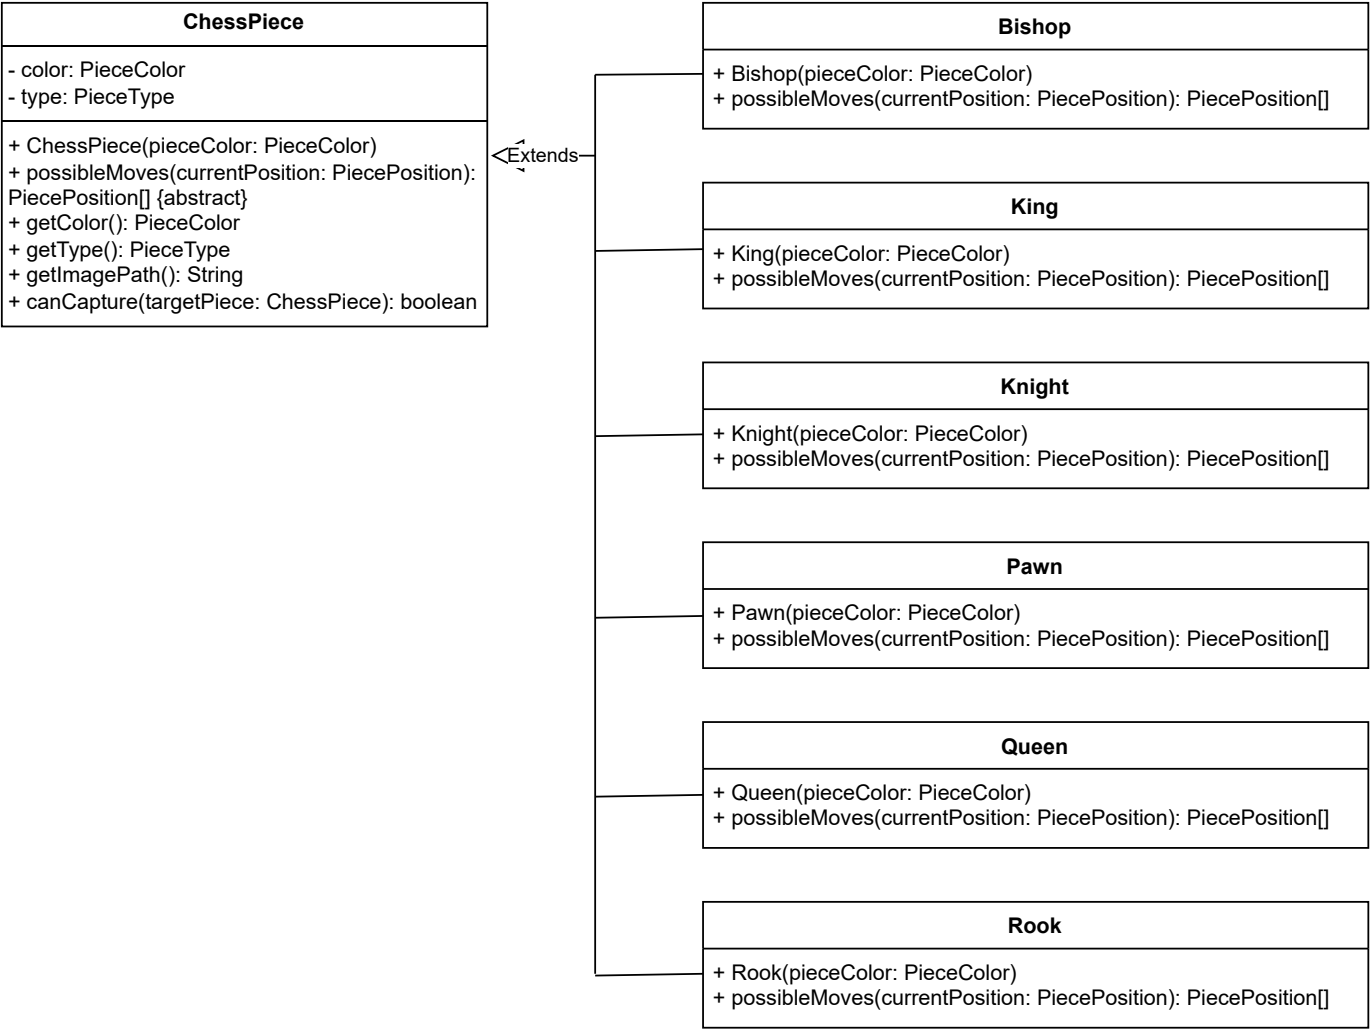 ChessPiece
- color: PieceColor
- type: PieceType
+ ChessPiece(pieceColor: PieceColor)
+ possibleMoves(currentPosition: PiecePosition):
PiecePosition[] {abstract}
+ getColor(): PieceColor
+ getType(): PieceType
+ getImagePath(): String
+ canCapture(targetPiece: ChessPiece): boolean
Extends
Bishop
+ Bishop(pieceColor: PieceColor)
+ possibleMoves(currentPosition: PiecePosition): PiecePosition[]
King
+ King(pieceColor: PieceColor)
+ possibleMoves(currentPosition: PiecePosition): PiecePosition[]
Knight
+ Knight(pieceColor: PieceColor)
+ possibleMoves(currentPosition: PiecePosition): PiecePosition[]
Pawn
+ Pawn(pieceColor: PieceColor)
+ possibleMoves(currentPosition: PiecePosition): PiecePosition[]
Queen
+ Queen(pieceColor: PieceColor)
+ possibleMoves(currentPosition: PiecePosition): PiecePosition[]
Rook
+ Rook(pieceColor: PieceColor)
+ possibleMoves(currentPosition: PiecePosition): PiecePosition[]